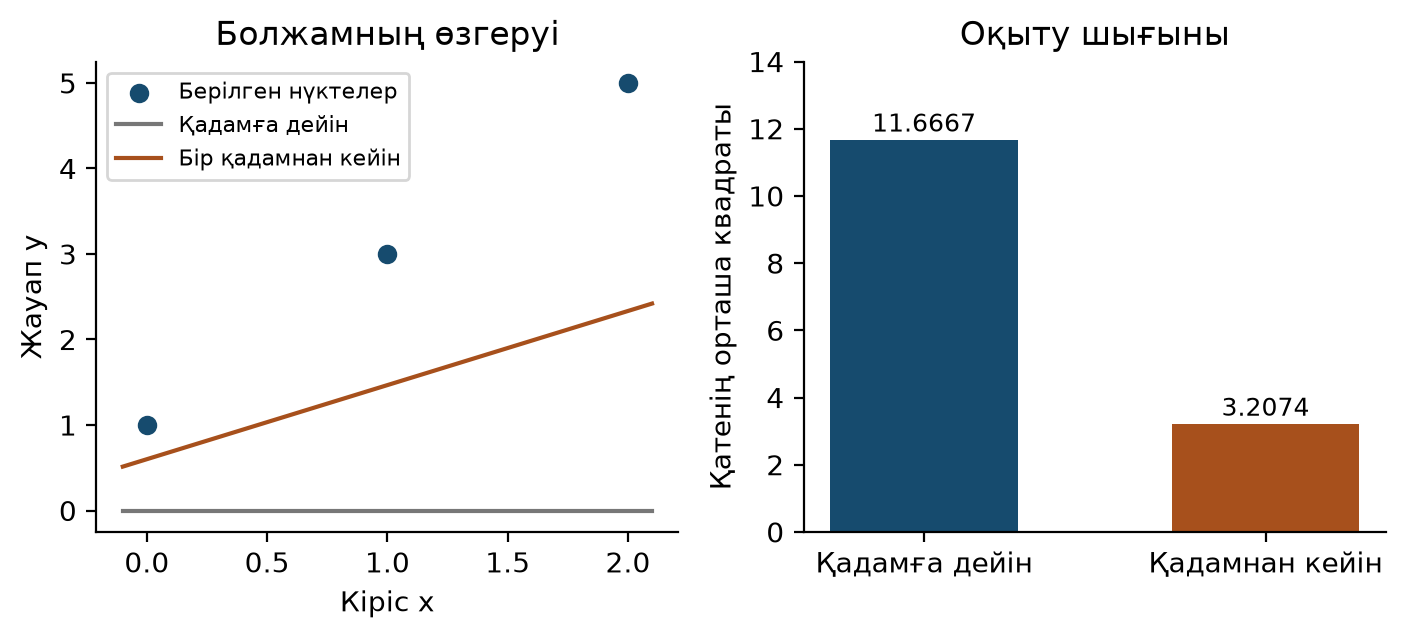 Болжамның өзгеруі
Берілген нүктелер
Қадамға дейін
Бір қадамнан кейін
Жауап y
5
4
3
2
1
0
0.0 0.5 1.0 1.5 2.0
Кіріс x
Оқыту шығыны
Қатенің орташа квадраты
14
12
10
8
6
4
2
0
11.6667
3.2074
Қадамға дейін Қадамнан кейін